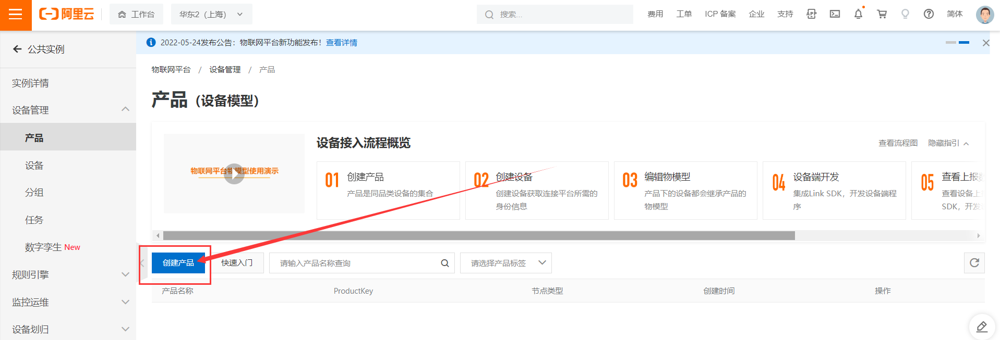 阿里云
工作台
华东2（上海）
搜索...
费用
工单
ICP 备案
企业
支持
APP
简体
公共实例
2022-05-24发布公告：物联网平台新功能发布！ 查看详情
物联网平台 / 设备管理 / 产品
实例详情
设备管理
产品
设备
分组
任务
数字孪生 New
规则引擎
监控运维
设备划归
产品（设备模型）
物联网平台物模型使用演示
设备接入流程概览
查看流程图
隐藏指引
01 创建产品
产品是同品类设备的集合
02 创建设备
创建设备获取连接平台所需的
身份信息
03 编辑物模型
产品下的设备都会继承产品的
物模型
04 设备端开发
集成Link SDK，开发设备端程
序
05 查看上报数
查看设备上
SDK，开发
创建产品
快速入门
请输入产品名称查询
请选择产品标签
产品名称
ProductKey
节点类型
创建时间
操作